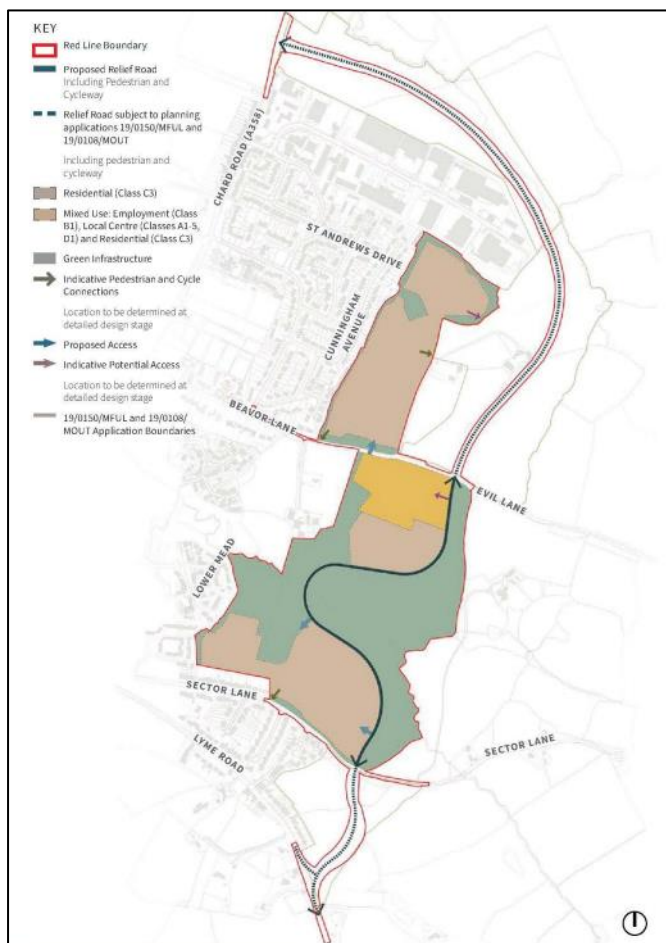 KEY
Red Line Boundary
Proposed Relief Road
Including Pedestrian and
Cycleway
Relief Road subject to planning
applications 19/0150/MFUL and
19/0108/MOUT
Including pedestrian and
cycleway
Residential (Class C3)
Mixed Use: Employment (Class
B1), Local Centre (Classes A1-5,
D1) and Residential (Class C3)
Green Infrastructure
Indicative Pedestrian and Cycle
Connections
Location to be determined at
detailed design stage
Proposed Access
Indicative Potential Access
Location to be determined at
detailed design stage
19/0150/MFUL and 19/0108/
MOUT Application Boundaries
CHARD ROAD (A358)
ST ANDREWS DRIVE
CUNNINGHAM
AVENUE
BEAVOR LANE
EVIL LANE
LOWER MEAD
SECTOR LANE
LYME ROAD
SECTOR LANE